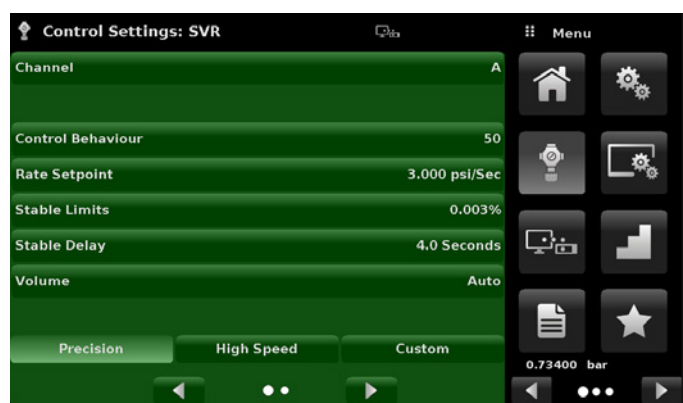 Control Settings: SVR
Menu
Channel A
Control Behaviour 50
Rate Setpoint 3.000 psi/Sec
Stable Limits 0.003%
Stable Delay 4.0 Seconds
Volume Auto
Precision High Speed Custom
0.73400 bar